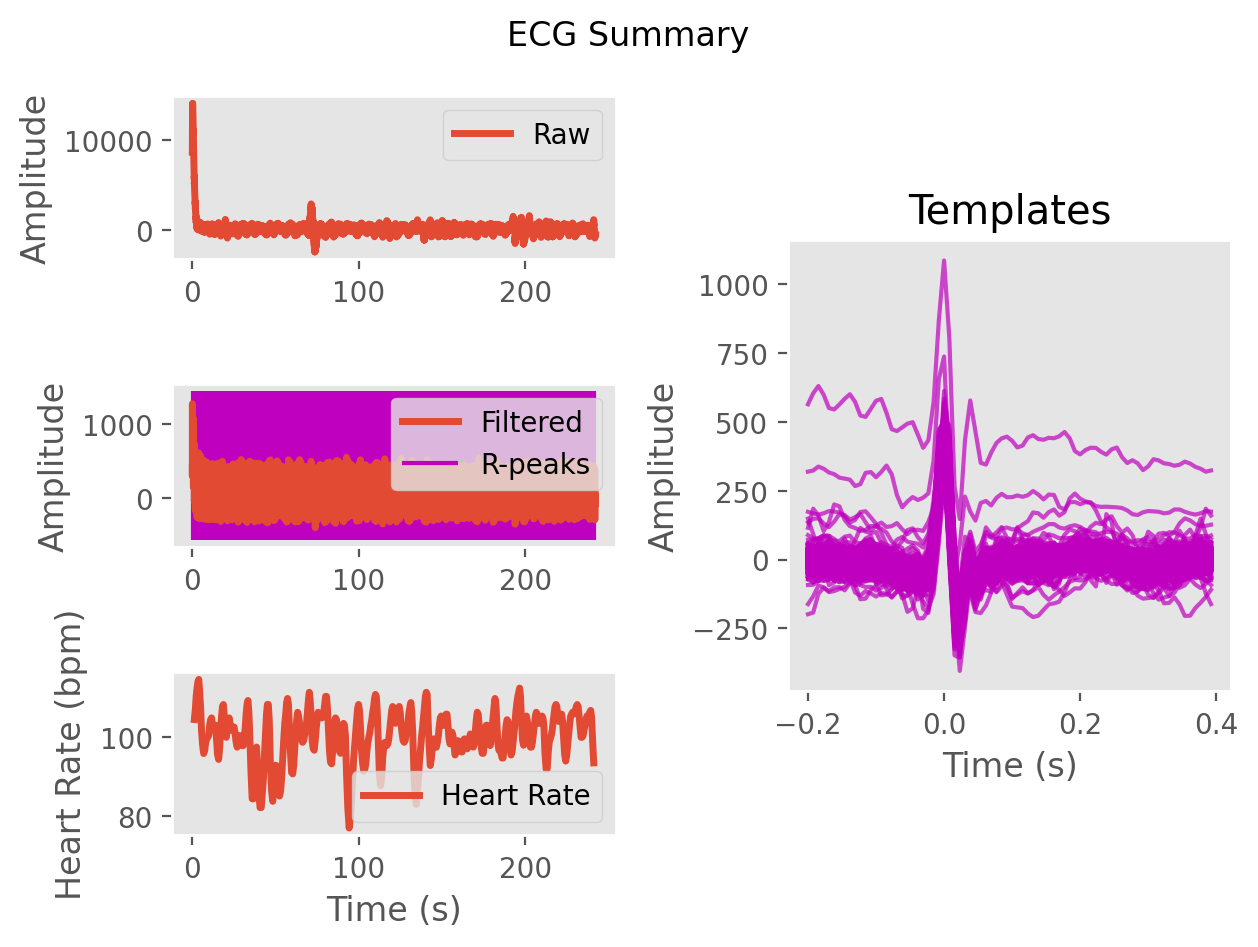 ECG Summary
Amplitude
10000
0
Raw
0
100
200
Amplitude
1000
0
Filtered
R-peaks
0
100
200
Heart Rate (bpm)
100
80
Heart Rate
0
100
200
Time (s)
Templates
Amplitude
1000
750
500
250
0
−250
−0.2
0.0
0.2
0.4
Time (s)